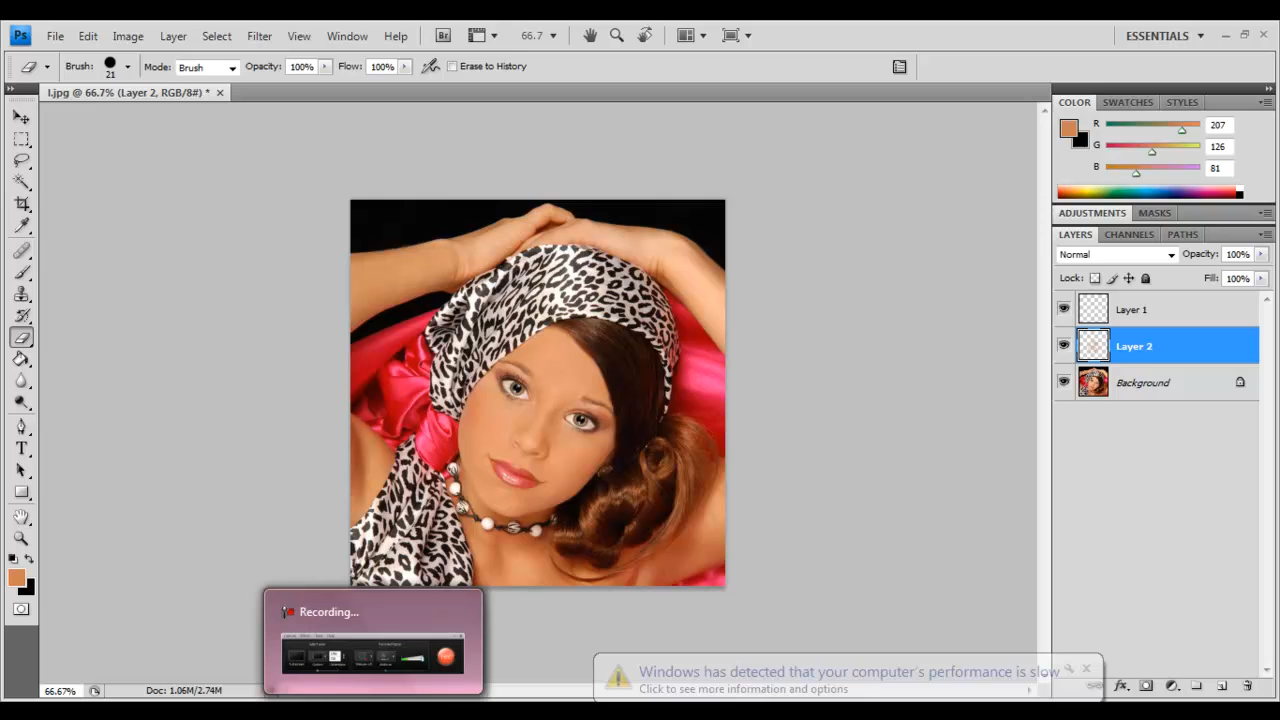 Ps File Edit Image Layer Select Filter Analysis View Window Help Br 66.7 ESSENTIALS
Brush: 21 Mode: Brush Opacity: 100% Flow: 100% Erase to History
l.jpg @ 66.7% (Layer 2, RGB/8#) *
COLOR SWATCHES STYLES
R 207
G 126
B 81
ADJUSTMENTS MASKS
LAYERS CHANNELS PATHS
Normal Opacity: 100%
Lock: Fill: 100%
Layer 1
Layer 2
Background
Recording...
Windows has detected that your computer's performance is slow
Click to see more information and options
66.67% Doc: 1.06M/2.74M
fx